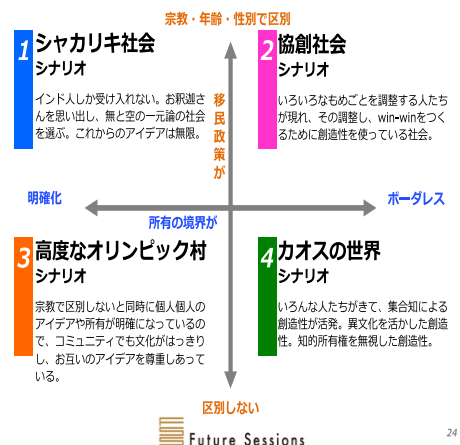 宗教・年齢・性別で区別
1
シャカリキ社会
シナリオ
インド人しか受け入れない。お釈迦さ
んを思い出し、無と空の一元論の社会
を選ぶ。これからのアイデアは無限。
移民政策が
2
協創社会
シナリオ
いろいろなもめごとを調整する人たち
が現れ、その調整し、win-winをつく
るために創造性を使っている社会。
明確化
ボーダレス
所有の境界が
3
高度なオリンピック村
シナリオ
宗教で区別しないと同時に個人個人の
アイデアや所有が明確になっているの
で、コミュニティでも文化がはっきり
し、お互いのアイデアを尊重しあって
いる。
4
カオスの世界
シナリオ
いろんな人たちがきて、集合知による
創造性が活発。異文化を活かした創造
性。知的所有権を無視した創造性。
区別しない
Future Sessions
24